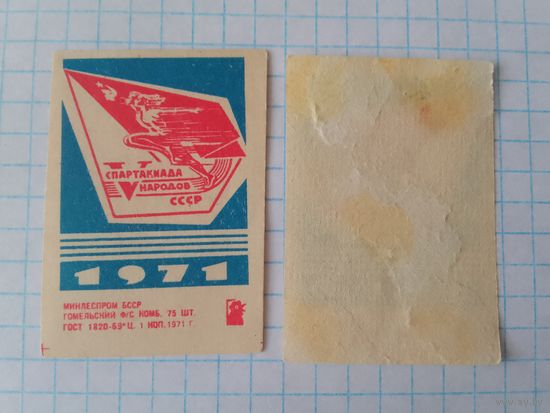 СПАРТАКИАДА
V НАРОДОВ
СССР
1971
МИНЛЕСПРОМ БССР
ГОМЕЛЬСКИЙ Ф/С КОМБ. 75 ШТ.
ГОСТ 1820-69* Ц. 1 КОП. 1971 Г.